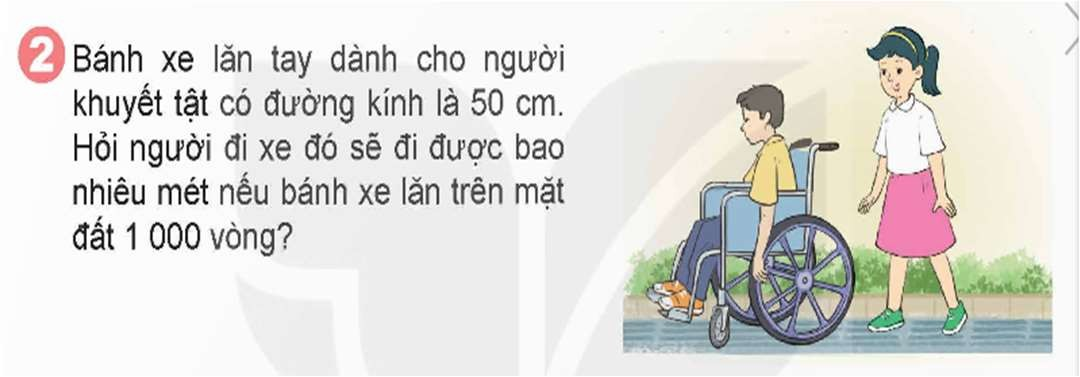 2 Bánh xe lăn tay dành cho người
khuyết tật có đường kính là 50 cm.
Hỏi người đi xe đó sẽ đi được bao
nhiêu mét nếu bánh xe lăn trên mặt
đất 1 000 vòng?